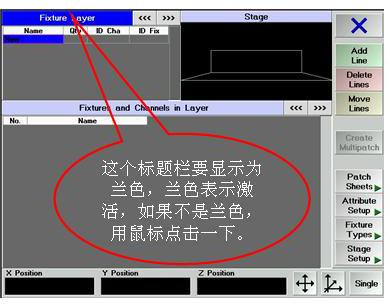 Fixture Layer
<<< >>>
Stage
Name Qty ID Cha ID Fix
New
Add
Line
Delete
Lines
Move
Lines
Fixtures and Channels in Layer
<<< >>>
No. Name
Create
Multipatch
这个标题栏要显示为
兰色，兰色表示激
活，如果不是兰色，
用鼠标点击一下。
Patch
Sheets
Attribute
Setup
Fixture
Types
Stage
Setup
X Position
Y Position
Z Position
Single